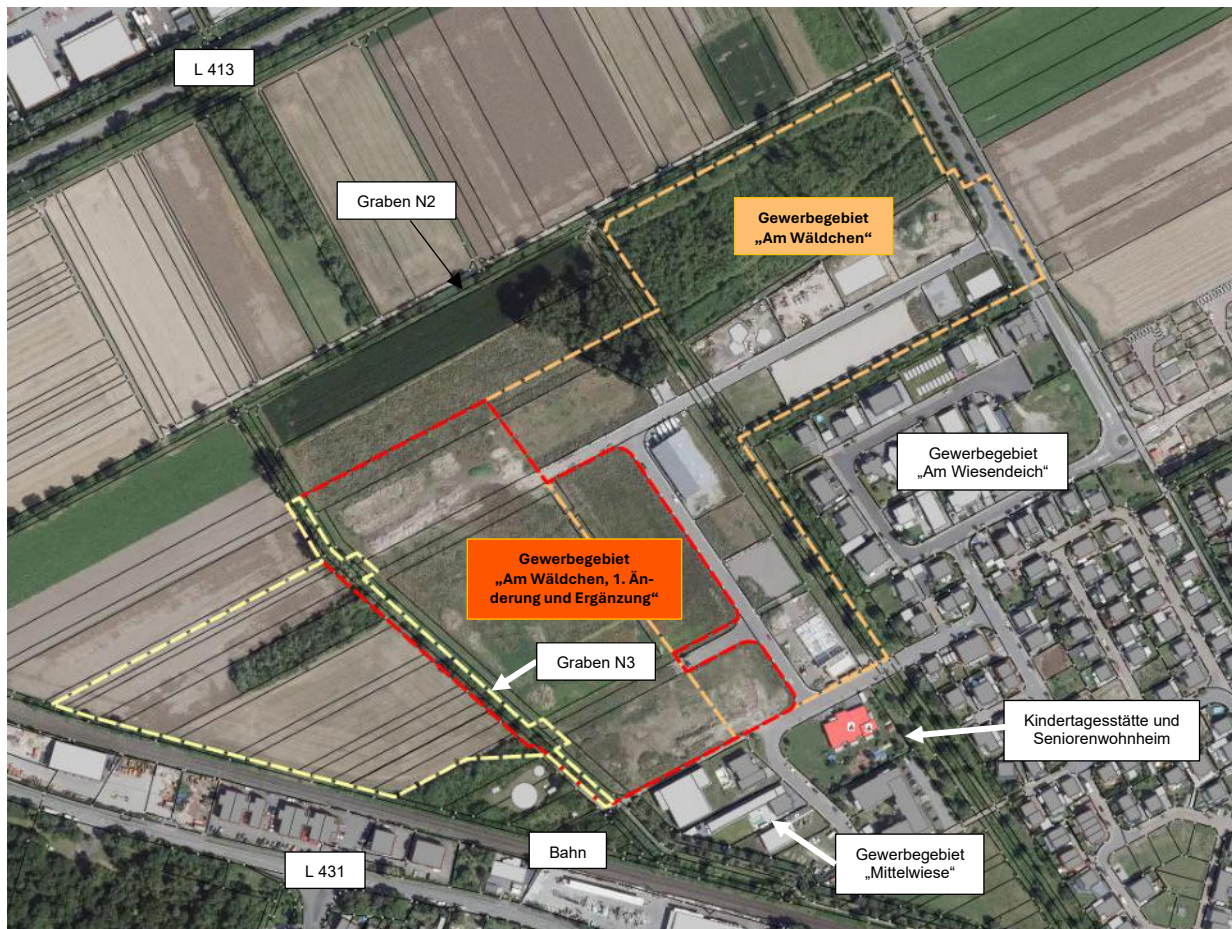 L 413
Graben N2
Gewerbegebiet
„Am Wäldchen“
Gewerbegebiet
„Am Wiesendeich“
Gewerbegebiet
„Am Wäldchen, 1. Än-
derung und Ergänzung“
Graben N3
Kindertagesstätte und
Seniorenwohnheim
Bahn
Gewerbegebiet
„Mittelwiese“
L 431